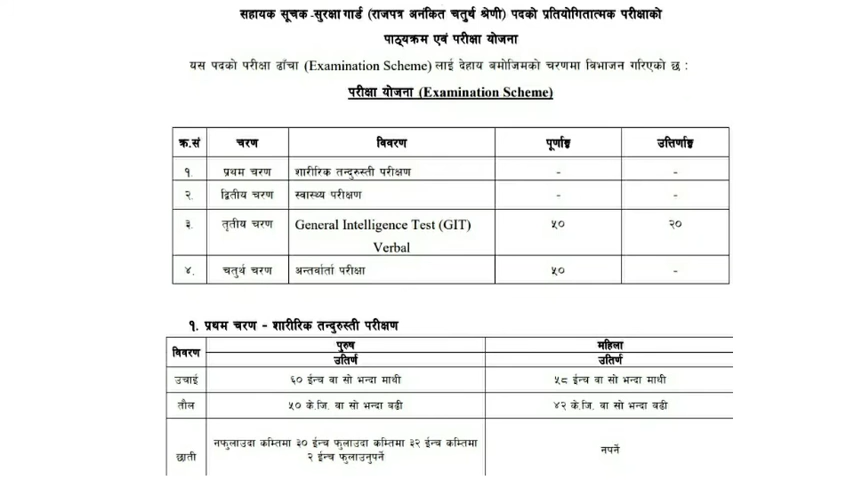 सहायक सूचक -सुरक्षा गार्ड (राजपत्र अनंकित चतुर्थ श्रेणी) पदको प्रतियोगितात्मक परीक्षाको
पाठ्यक्रम एवं परीक्षा योजना
यस पदको परीक्षा ढाँचा (Examination Scheme) लाई देहाय बमोजिमको चरणमा विभाजन गरिएको छ :
परीक्षा योजना (Examination Scheme)
क्र.सं चरण विवरण पूर्णाङ्क उत्तिर्णाङ्क
१. प्रथम चरण शारीरिक तन्दुरुस्ती परीक्षण - -
२. द्वितीय चरण स्वास्थ्य परीक्षण - -
३. तृतीय चरण General Intelligence Test (GIT) ५० २०
Verbal
४. चतुर्थ चरण अन्तर्वार्ता परीक्षा ५० -
१. प्रथम चरण - शारीरिक तन्दुरुस्ती परीक्षण
विवरण पुरुष महिला
उतिर्ण उतिर्ण
उचाई ६० ईन्च वा सो भन्दा माथी ५८ ईन्च वा सो भन्दा माथी
तौल ५० के.जि. वा सो भन्दा बढी ४२ के.जि. वा सो भन्दा बढी
छाती नफुलाउदा कम्तिमा ३० ईन्च फुलाउदा कम्तिमा ३२ ईन्च कम्तिमा नपर्ने
२ ईन्च फुलाउनुपर्ने